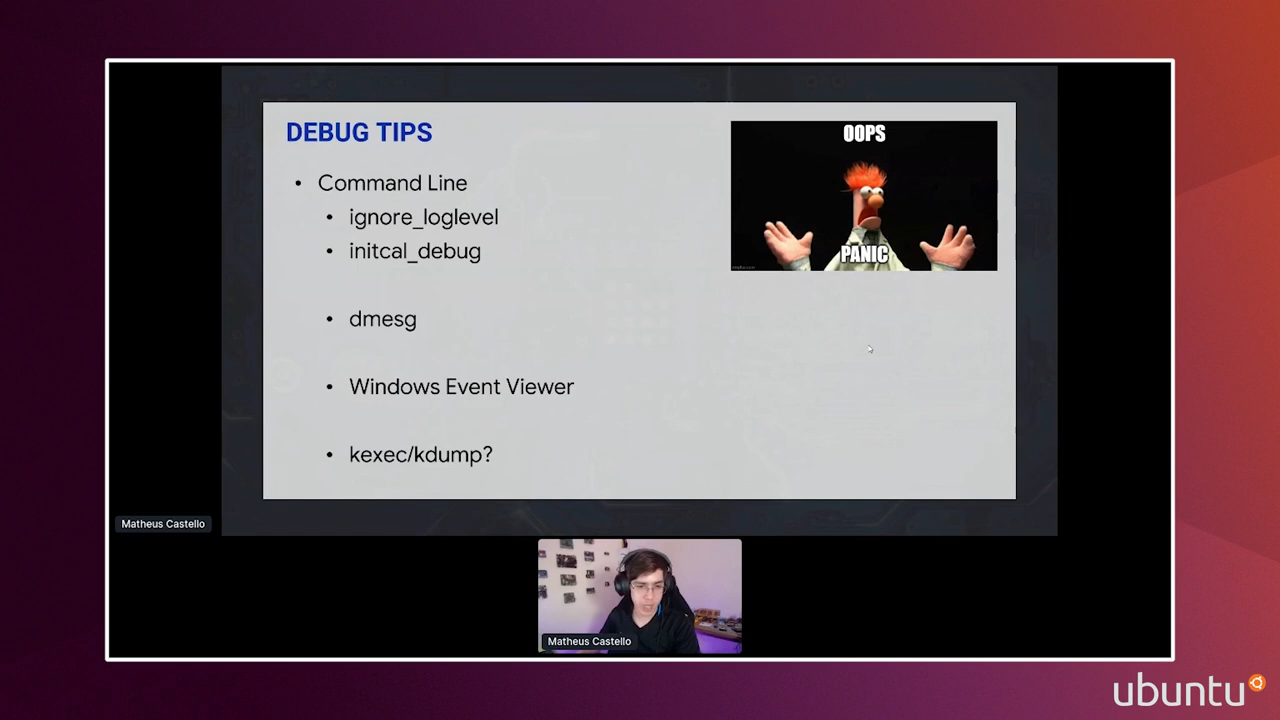 DEBUG TIPS
• Command Line
• ignore_loglevel
• initcal_debug
• dmesg
• Windows Event Viewer
• kexec/kdump?
OOPS
PANIC
Matheus Castello
Matheus Castello
ubuntu